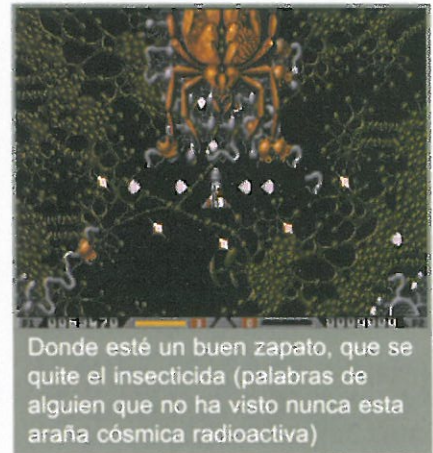 Donde esté un buen zapato, que se
quite el insecticida (palabras de
alguien que no ha visto nunca esta
araña cósmica radioactiva)